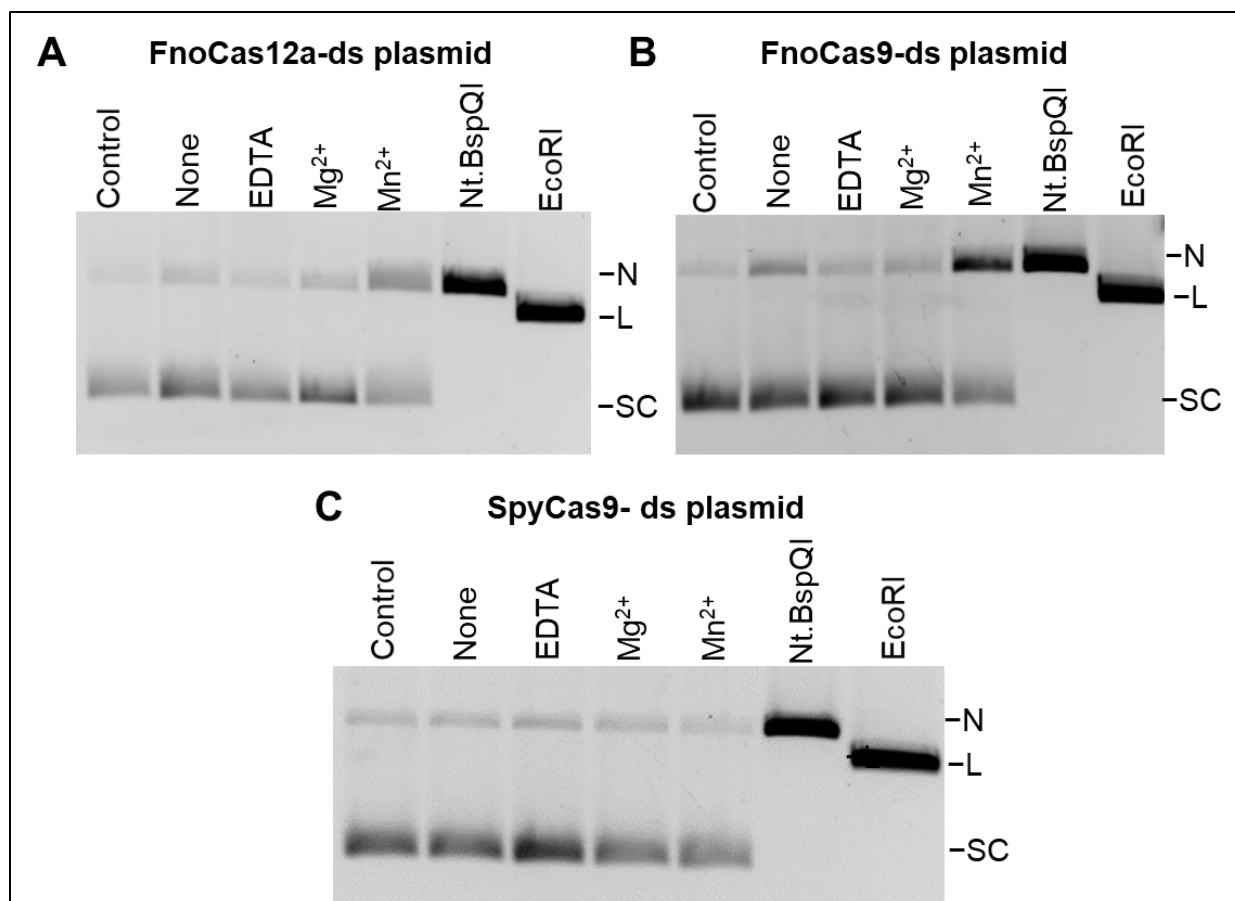 A FnoCas12a-ds plasmid
Control None EDTA Mg²⁺ Mn²⁺ Nt.BspQI EcoRI
–N
–L
–SC
B FnoCas9-ds plasmid
Control None EDTA Mg²⁺ Mn²⁺ Nt.BspQI EcoRI
–N
–L
–SC
C SpyCas9- ds plasmid
Control None EDTA Mg²⁺ Mn²⁺ Nt.BspQI EcoRI
–N
–L
–SC